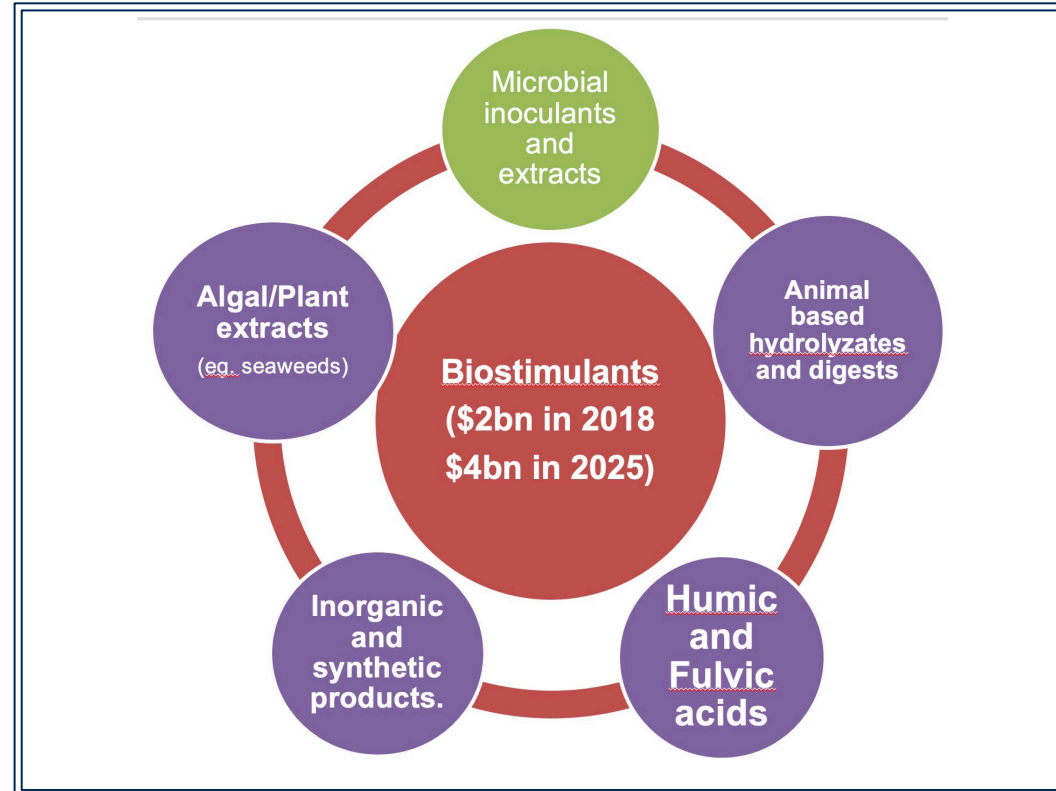 Microbial
inoculants
and
extracts
Algal/Plant
extracts
(eg. seaweeds)
Animal
based
hydrolyzates
and digests
Biostimulants
($2bn in 2018
$4bn in 2025)
Inorganic
and
synthetic
products.
Humic
and
Fulvic
acids